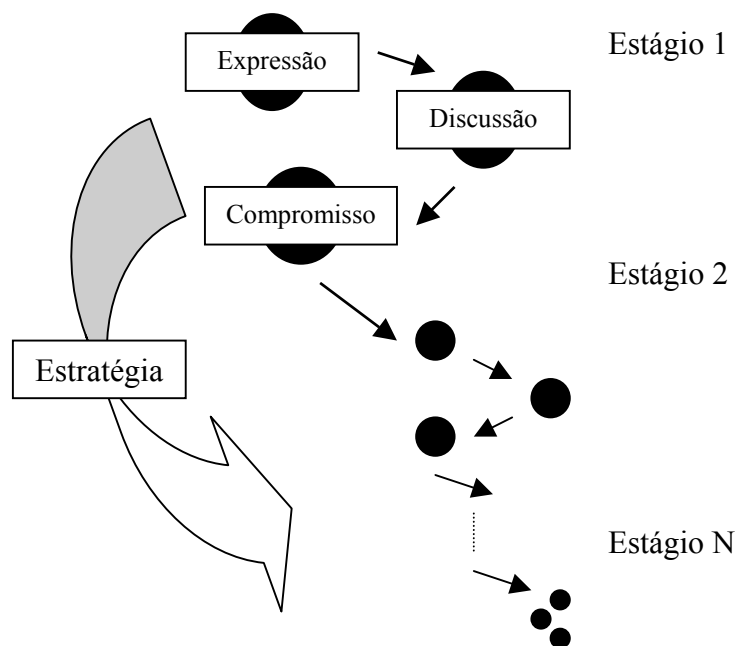 Estágio 1
Expressão
Discussão
Compromisso
Estágio 2
Estratégia
Estágio N